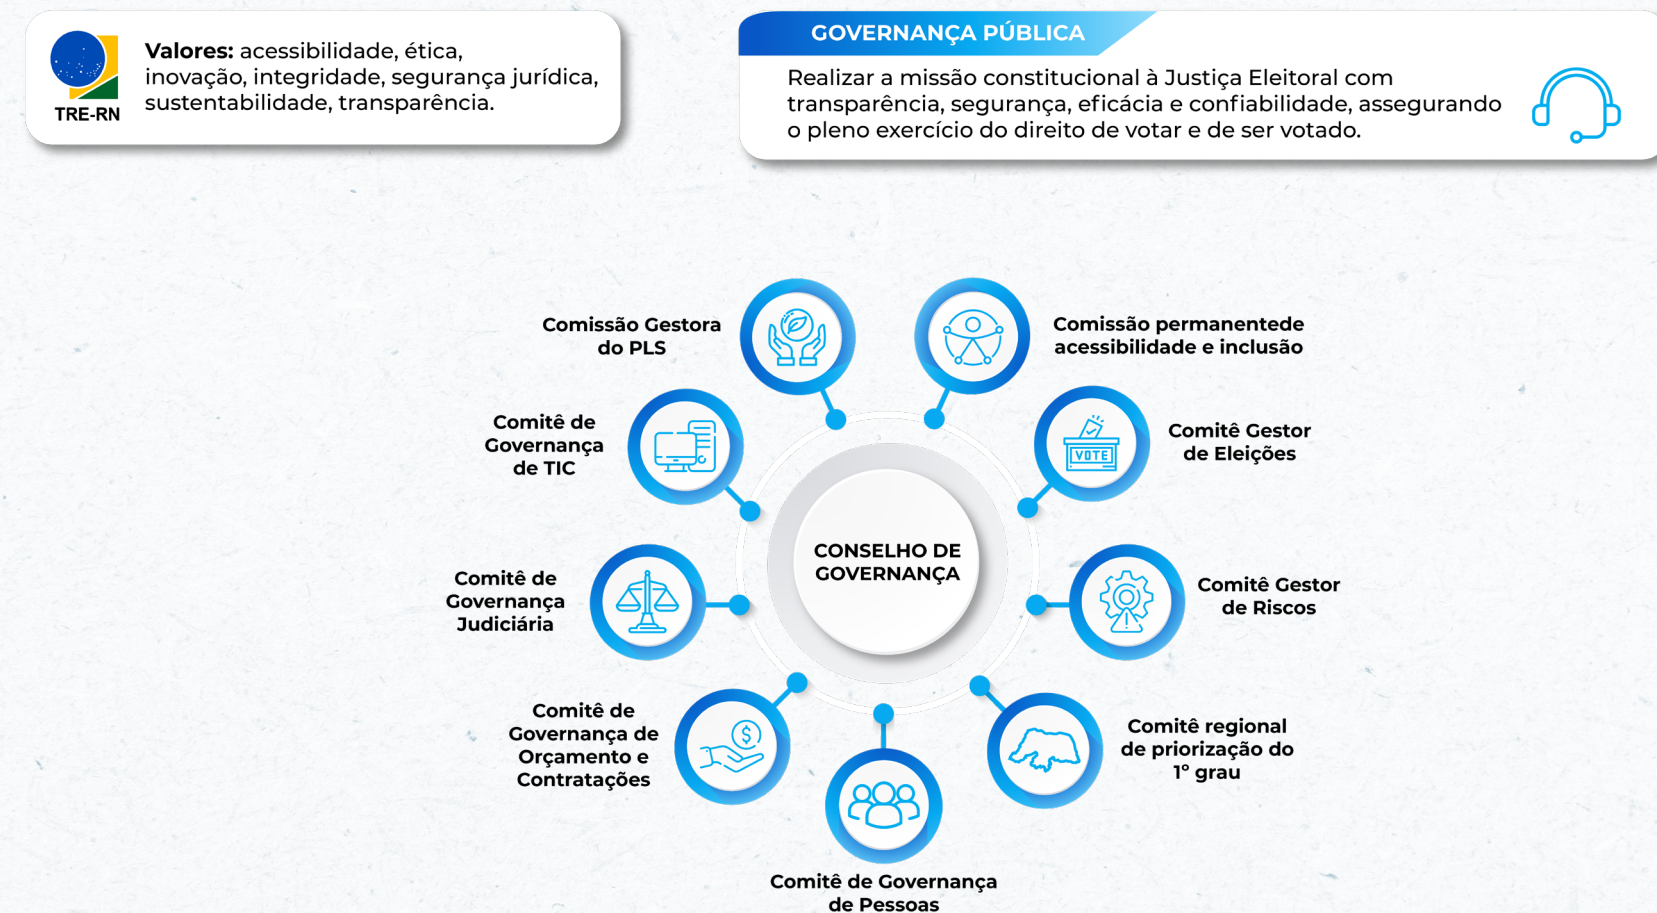 TRE-RN
Valores: acessibilidade, ética,
inovação, integridade, segurança jurídica,
sustentabilidade, transparência.
GOVERNANÇA PÚBLICA
Realizar a missão constitucional à Justiça Eleitoral com
transparência, segurança, eficácia e confiabilidade, assegurando
o pleno exercício do direito de votar e de ser votado.
Comissão Gestora
do PLS
Comissão permanentede
acessibilidade e inclusão
Comitê de
Governança
de TIC
Comitê Gestor
de Eleições
VOTE
CONSELHO DE
GOVERNANÇA
Comitê de
Governança
Judiciária
Comitê Gestor
de Riscos
Comitê de
Governança de
Orçamento e
Contratações
$
Comitê regional
de priorização do
1º grau
Comitê de Governança
de Pessoas